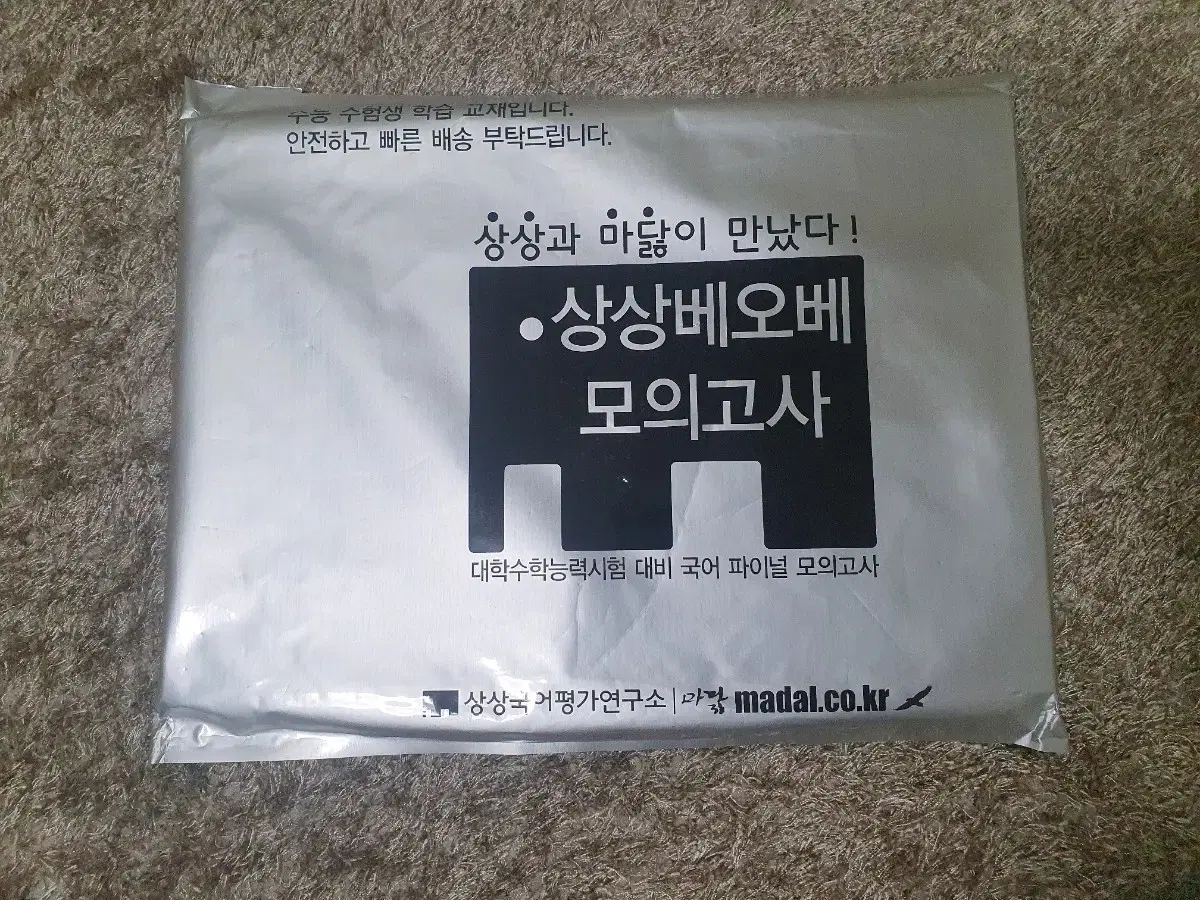 수능 수험생 학습 교재입니다.
안전하고 빠른 배송 부탁드립니다.
상상과 마닳이 만났다!
상상베오베
모의고사
대학수학능력시험 대비 국어 파이널 모의고사
상상국어평가연구소 | 마닳 madal.co.kr